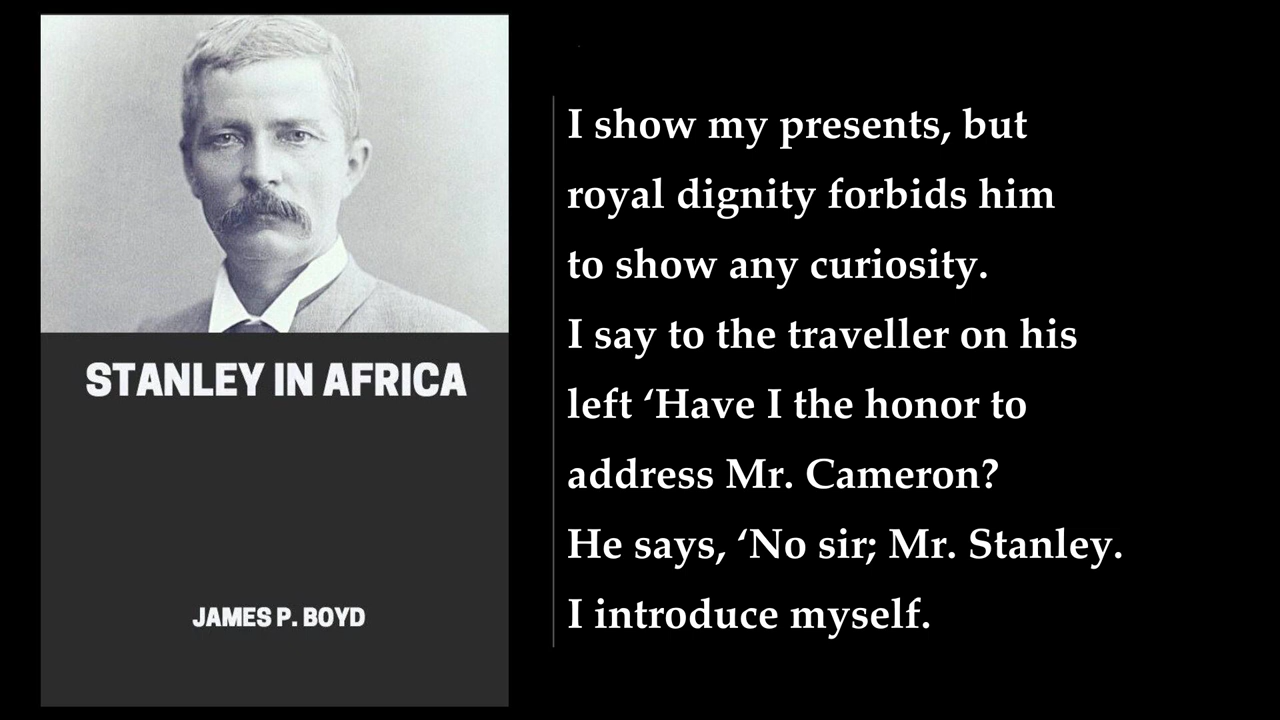 STANLEY IN AFRICA
JAMES P. BOYD
I show my presents, but
royal dignity forbids him
to show any curiosity.
I say to the traveller on his
left ‘Have I the honor to
address Mr. Cameron?
He says, ‘No sir; Mr. Stanley.
I introduce myself.